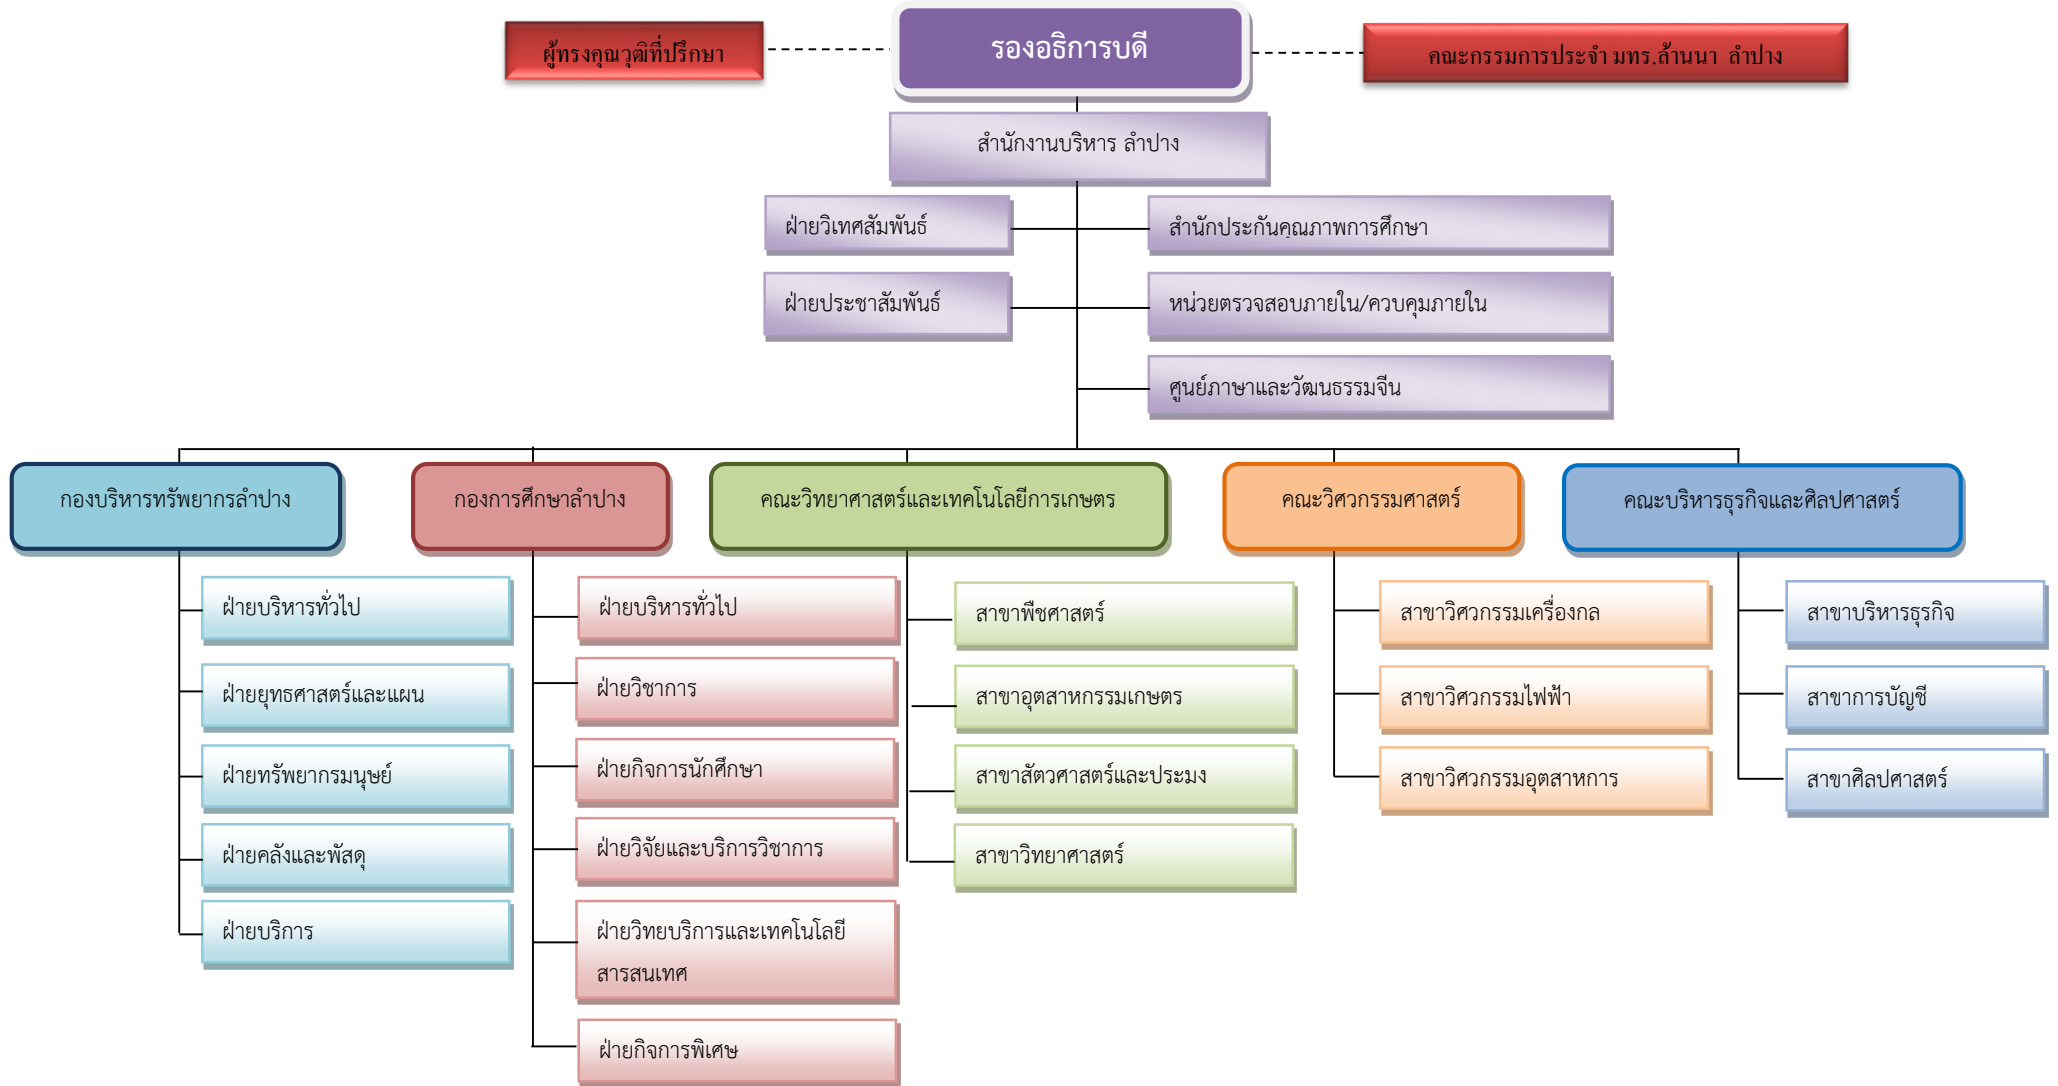 ผู้ทรงคุณวุฒิที่ปรึกษา
รองอธิการบดี
คณะกรรมการประจำ มทร.ล้านนา ลำปาง
สำนักงานบริหาร ลำปาง
ฝ่ายวิเทศสัมพันธ์
สำนักประกันคุณภาพการศึกษา
ฝ่ายประชาสัมพันธ์
หน่วยตรวจสอบภายใน/ควบคุมภายใน
ศูนย์ภาษาและวัฒนธรรมจีน
กองบริหารทรัพยากรลำปาง
ฝ่ายบริหารทั่วไป
ฝ่ายยุทธศาสตร์และแผน
ฝ่ายทรัพยากรมนุษย์
ฝ่ายคลังและพัสดุ
ฝ่ายบริการ
กองการศึกษาลำปาง
ฝ่ายบริหารทั่วไป
ฝ่ายวิชาการ
ฝ่ายกิจการนักศึกษา
ฝ่ายวิจัยและบริการวิชาการ
ฝ่ายวิทยบริการและเทคโนโลยี
สารสนเทศ
ฝ่ายกิจการพิเศษ
คณะวิทยาศาสตร์และเทคโนโลยีการเกษตร
สาขาพืชศาสตร์
สาขาอุตสาหกรรมเกษตร
สาขาสัตวศาสตร์และประมง
สาขาวิทยาศาสตร์
คณะวิศวกรรมศาสตร์
สาขาวิศวกรรมเครื่องกล
สาขาวิศวกรรมไฟฟ้า
สาขาวิศวกรรมอุตสาหการ
คณะบริหารธุรกิจและศิลปศาสตร์
สาขาบริหารธุรกิจ
สาขาการบัญชี
สาขาศิลปศาสตร์